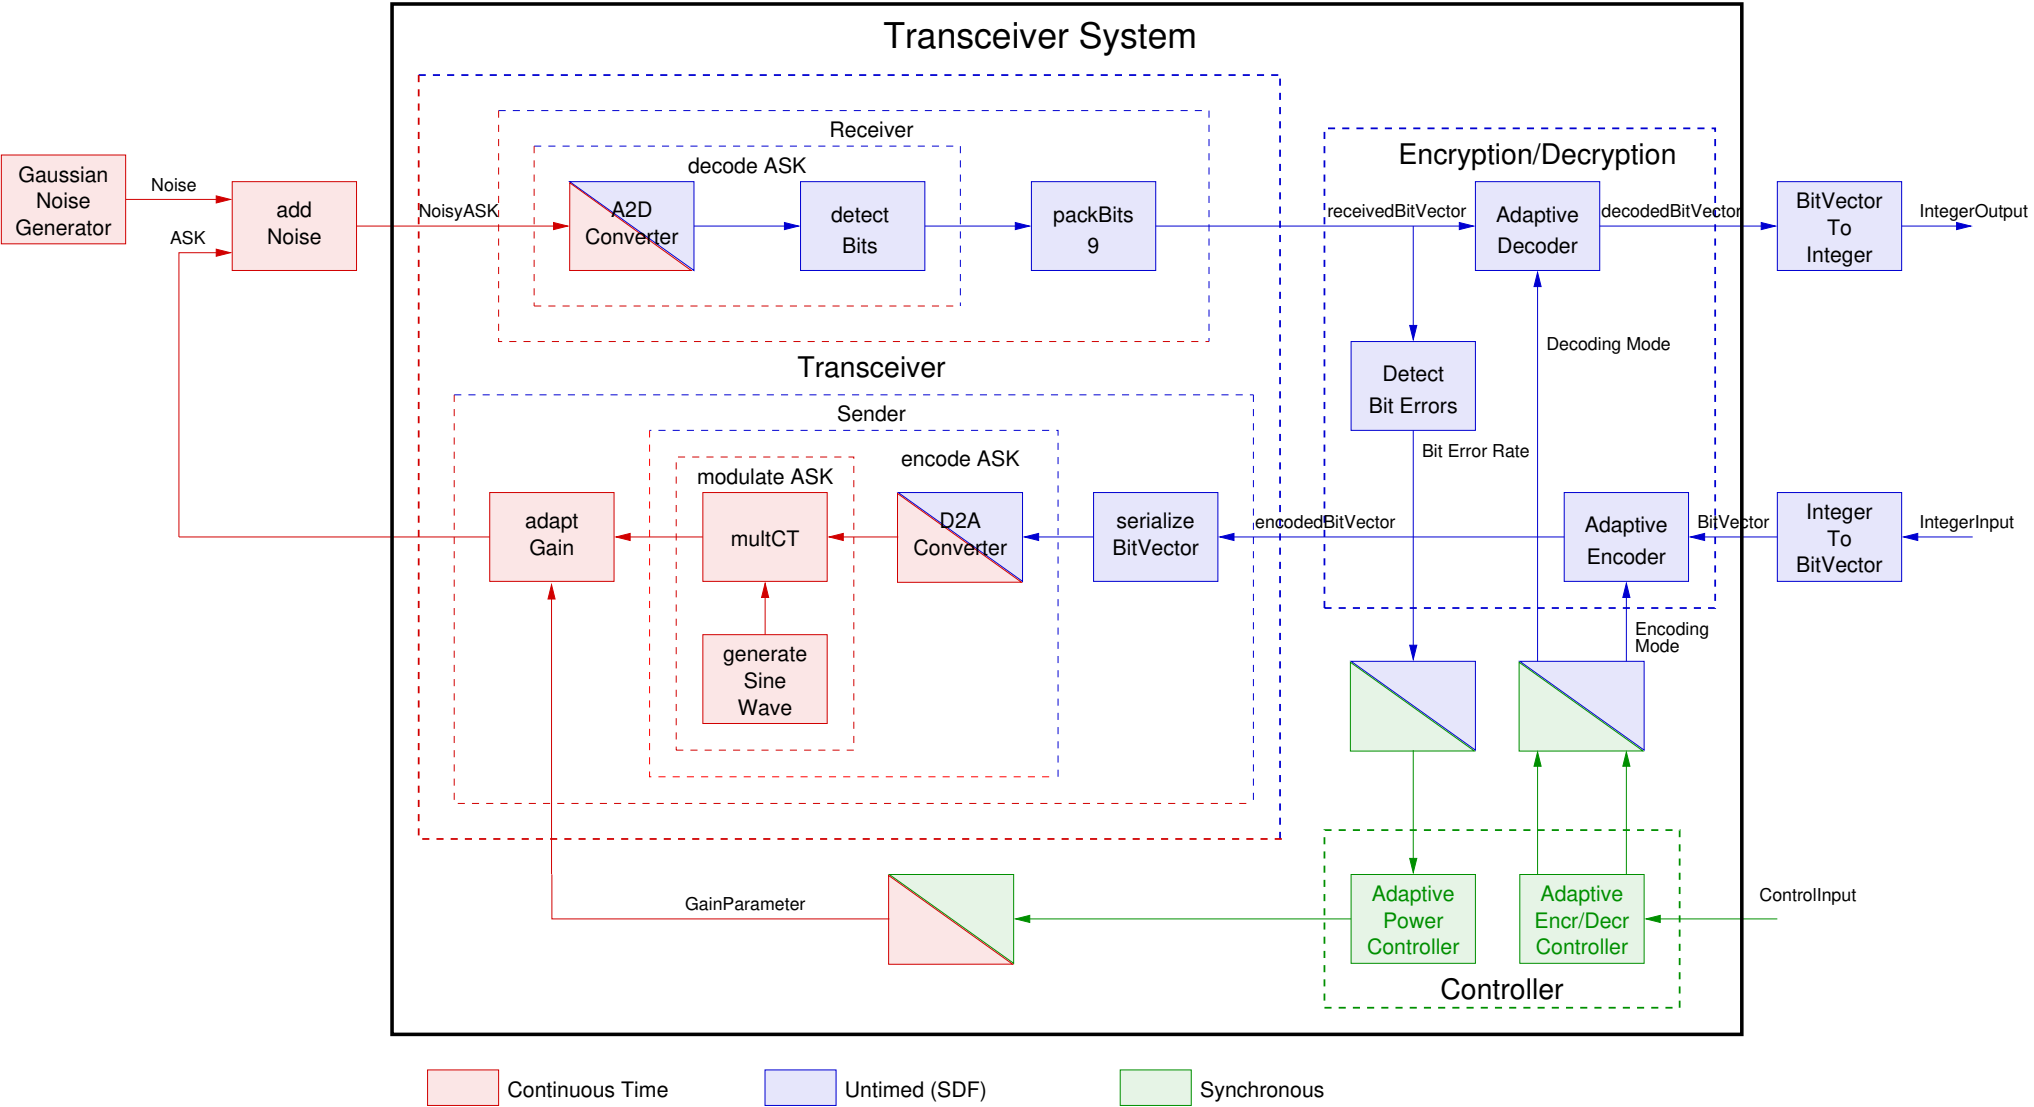 Transceiver System
Receiver
decode ASK
Encryption/Decryption
Gaussian
Noise
Generator
Noise
ASK
add
Noise
NoisyASK
A2D
Converter
detect
Bits
packBits
9
receivedBitVector
Adaptive
Decoder
decodedBitVector
BitVector
To
Integer
IntegerOutput
Decoding Mode
Detect
Bit Errors
Bit Error Rate
Transceiver
Sender
encode ASK
modulate ASK
adapt
Gain
multCT
D2A
Converter
serialize
BitVector
encodedBitVector
Adaptive
Encoder
BitVector
Integer
To
BitVector
IntegerInput
generate
Sine
Wave
Encoding
Mode
GainParameter
Adaptive
Power
Controller
Adaptive
Encr/Decr
Controller
ControlInput
Controller
Continuous Time
Untimed (SDF)
Synchronous